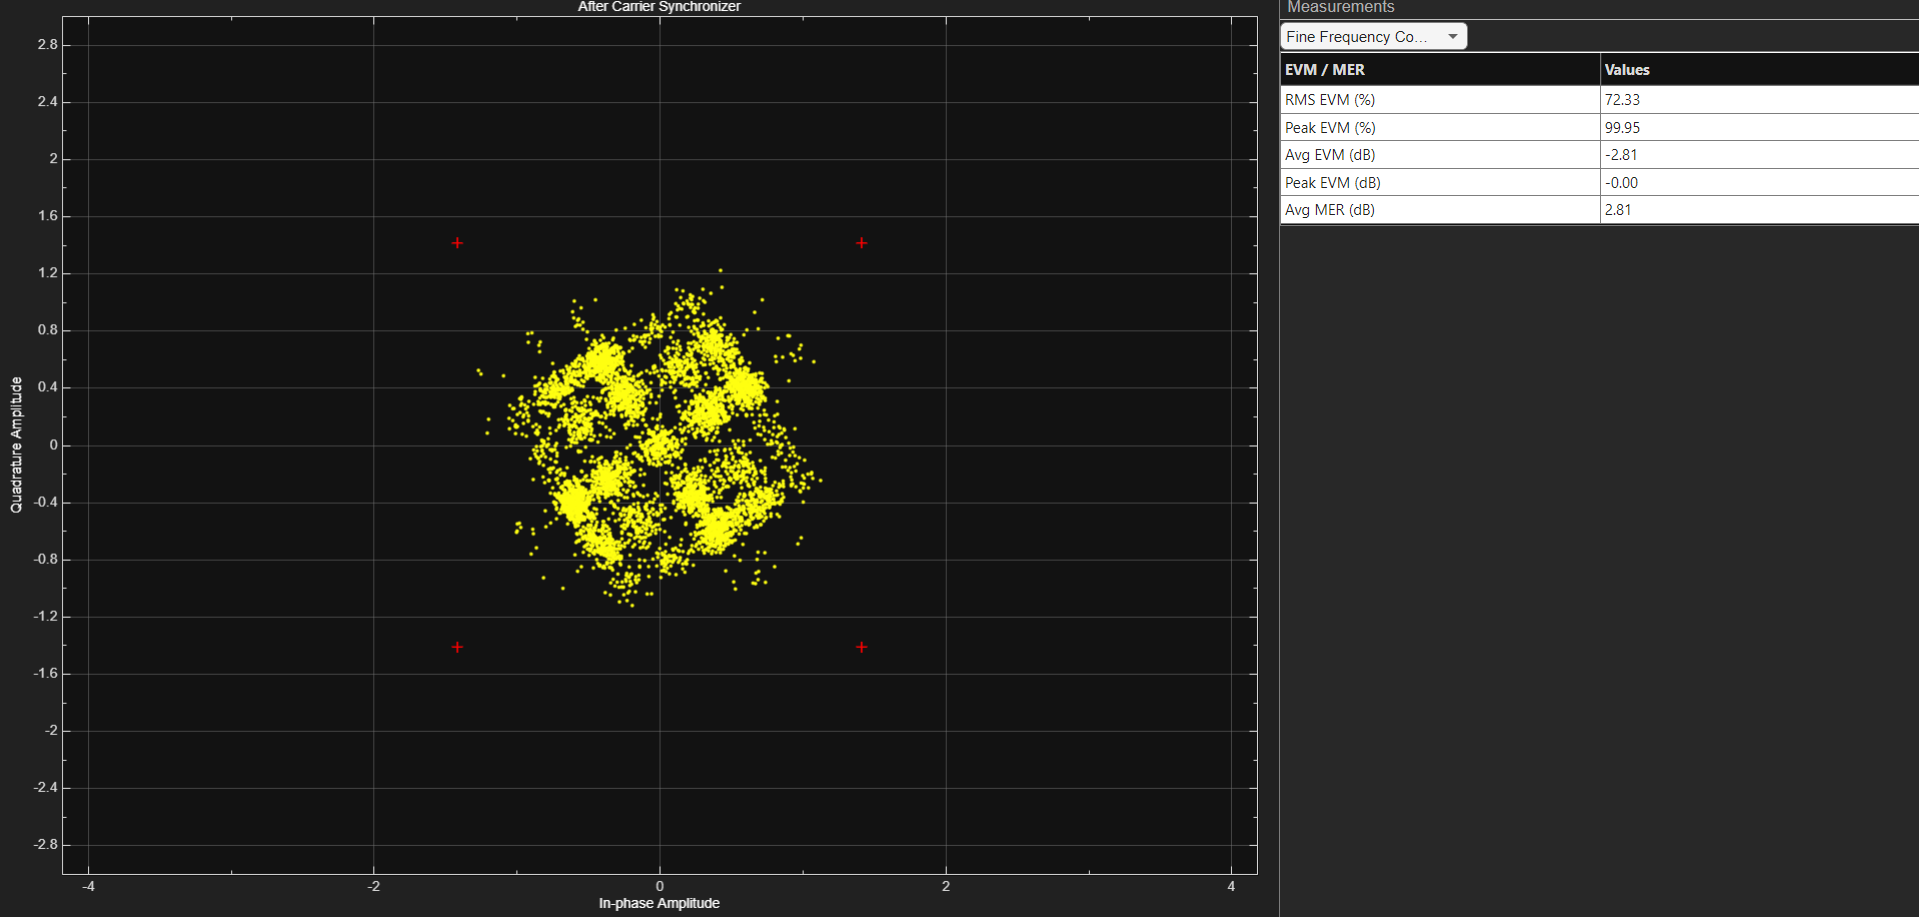 After Carrier Synchronizer
2.8
2.4
2
1.6
1.2
0.8
0.4
0
-0.4
-0.8
-1.2
-1.6
-2
-2.4
-2.8
Quadrature Amplitude
-4
-2
0
2
4
In-phase Amplitude
Measurements
Fine Frequency Co...
EVM / MER Values
RMS EVM (%) 72.33
Peak EVM (%) 99.95
Avg EVM (dB) -2.81
Peak EVM (dB) -0.00
Avg MER (dB) 2.81